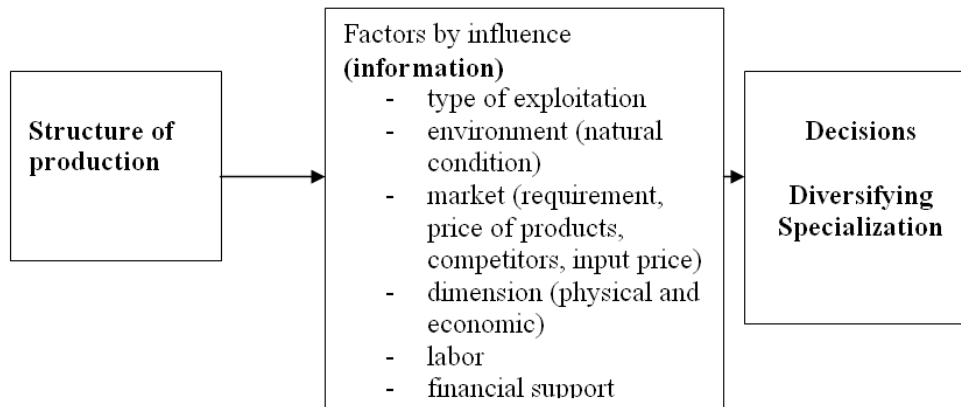 Structure of
production
Factors by influence
(information)
- type of exploitation
- environment (natural
condition)
- market (requirement,
price of products,
competitors, input price)
- dimension (physical and
economic)
- labor
- financial support
Decisions
Diversifying
Specialization